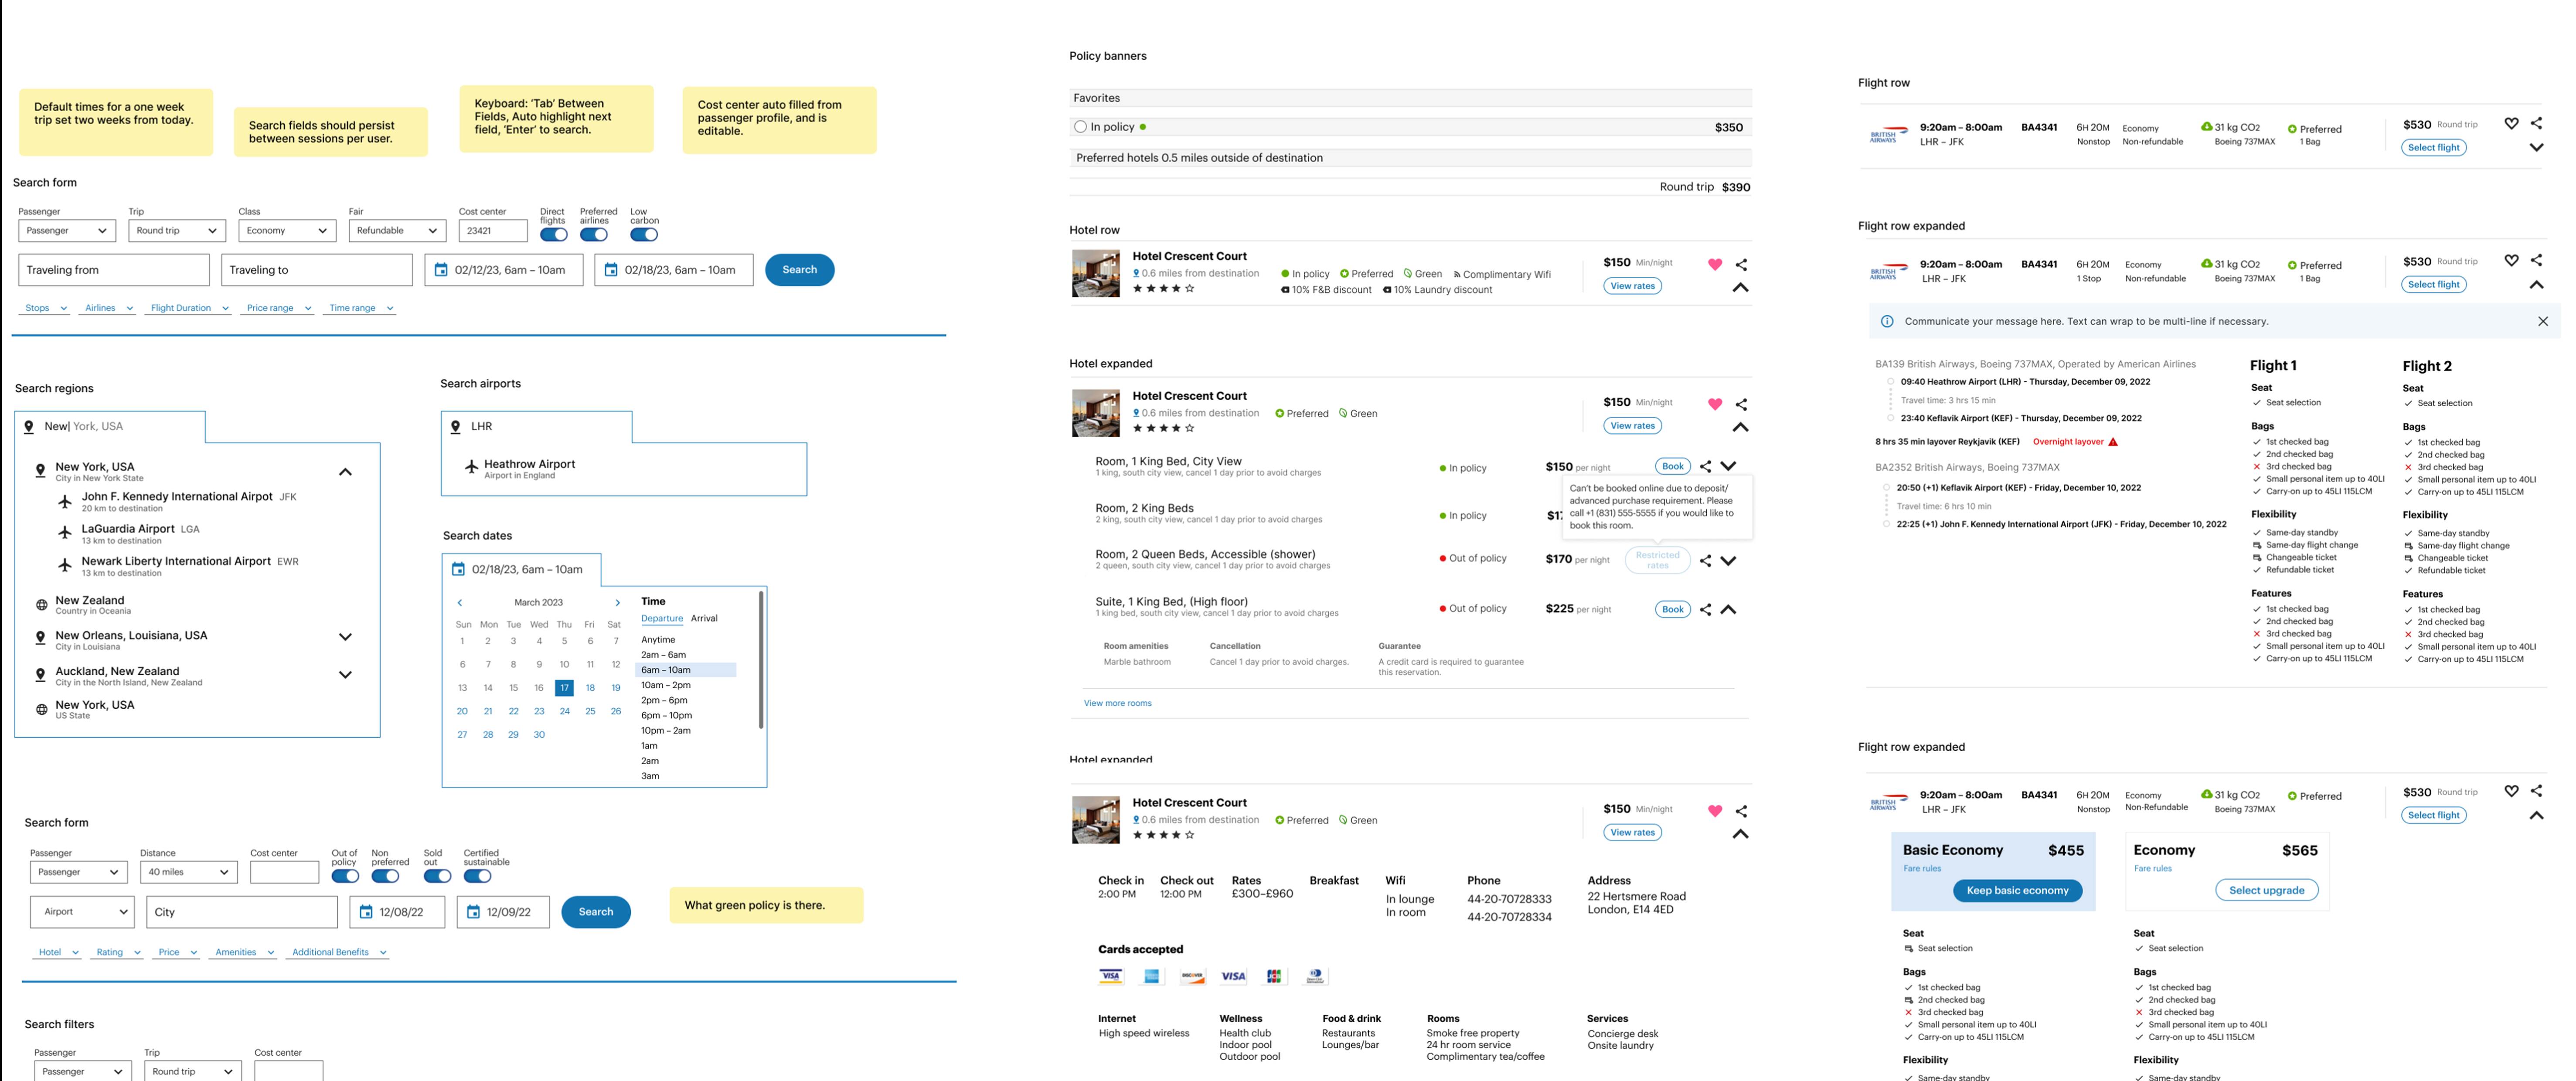 Default times for a one week
trip set two weeks from today.
Search fields should persist
between sessions per user.
Keyboard: ‘Tab’ Between
Fields, Auto highlight next
field, ‘Enter’ to search.
Cost center auto filled from
passenger profile, and is
editable.
Search form
Passenger Trip Class Fair Cost center Direct flights Preferred airlines Low carbon
Passenger Round trip Economy Refundable 23421
Traveling from Traveling to 02/12/23, 6am – 10am 02/18/23, 6am – 10am Search
Stops Airlines Flight Duration Price range Time range
Search regions
New| York, USA
New York, USA
City in New York State
John F. Kennedy International Airpot JFK
20 km to destination
LaGuardia Airport LGA
13 km to destination
Newark Liberty International Airport EWR
13 km to destination
New Zealand
Country in Oceania
New Orleans, Louisiana, USA
City in Louisiana
Auckland, New Zealand
City in the North Island, New Zealand
New York, USA
US State
Search airports
LHR
Heathrow Airport
Airport in England
Search dates
02/18/23, 6am – 10am
March 2023
Sun Mon Tue Wed Thu Fri Sat
1 2 3 4 5 6 7
6 7 8 9 10 11 12
13 14 15 16 17 18 19
20 21 22 23 24 25 26
27 28 29 30
Time
Departure Arrival
Anytime
2am – 6am
6am – 10am
10am – 2pm
2pm – 6pm
6pm – 10pm
10pm – 2am
1am
2am
3am
Search form
Passenger Distance Cost center Out of policy Non preferred Sold out Certified sustainable
Passenger 40 miles
Airport City 12/08/22 12/09/22 Search
What green policy is there.
Hotel Rating Price Amenities Additional Benefits
Search filters
Passenger Trip Cost center
Passenger Round trip
Policy banners
Favorites
In policy $350
Preferred hotels 0.5 miles outside of destination
Round trip $390
Hotel row
Hotel Crescent Court
0.6 miles from destination
In policy Preferred Green Complimentary Wifi
10% F&B discount 10% Laundry discount
$150 Min/night
View rates
Hotel expanded
Hotel Crescent Court
0.6 miles from destination Preferred Green
$150 Min/night
View rates
Room, 1 King Bed, City View
1 king, south city view, cancel 1 day prior to avoid charges
In policy $150 per night Book
Can’t be booked online due to deposit/
advanced purchase requirement. Please
call +1 (831) 555-5555 if you would like to
book this room.
Room, 2 King Beds
2 king, south city view, cancel 1 day prior to avoid charges
In policy $17
Room, 2 Queen Beds, Accessible (shower)
2 queen, south city view, cancel 1 day prior to avoid charges
Out of policy $170 per night Restricted rates
Suite, 1 King Bed, (High floor)
1 king bed, south city view, cancel 1 day prior to avoid charges
Out of policy $225 per night Book
Room amenities Cancellation Guarantee
Marble bathroom Cancel 1 day prior to avoid charges. A credit card is required to guarantee
this reservation.
View more rooms
Hotel expanded
Hotel Crescent Court
0.6 miles from destination Preferred Green
$150 Min/night
View rates
Check in Check out Rates Breakfast Wifi Phone Address
2:00 PM 12:00 PM £300–£960 In lounge 44-20-70728333 22 Hertsmere Road
In room 44-20-70728334 London, E14 4ED
Cards accepted
VISA DISCOVER VISA JCB
Internet Wellness Food & drink Rooms Services
High speed wireless Health club Restaurants Smoke free property Concierge desk
Indoor pool Lounges/bar 24 hr room service Onsite laundry
Outdoor pool Complimentary tea/coffee
Flight row
BRITISH AIRWAYS
9:20am – 8:00am BA4341 6H 20M Economy 31 kg CO2 Preferred $530 Round trip
LHR – JFK Nonstop Non-refundable Boeing 737MAX 1 Bag Select flight
Flight row expanded
BRITISH AIRWAYS
9:20am – 8:00am BA4341 6H 20M Economy 31 kg CO2 Preferred $530 Round trip
LHR – JFK 1 Stop Non-refundable Boeing 737MAX 1 Bag Select flight
Communicate your message here. Text can wrap to be multi-line if necessary.
BA139 British Airways, Boeing 737MAX, Operated by American Airlines
09:40 Heathrow Airport (LHR) - Thursday, December 09, 2022
Travel time: 3 hrs 15 min
23:40 Keflavik Airport (KEF) - Thursday, December 09, 2022
8 hrs 35 min layover Reykjavik (KEF) Overnight layover
BA2352 British Airways, Boeing 737MAX
20:50 (+1) Keflavik Airport (KEF) - Friday, December 10, 2022
Travel time: 6 hrs 10 min
22:25 (+1) John F. Kennedy International Airport (JFK) - Friday, December 10, 2022
Flight 1
Seat
Seat selection
Bags
1st checked bag
2nd checked bag
3rd checked bag
Small personal item up to 40LI
Carry-on up to 45LI 115LCM
Flexibility
Same-day standby
Same-day flight change
Changeable ticket
Refundable ticket
Features
1st checked bag
2nd checked bag
3rd checked bag
Small personal item up to 40LI
Carry-on up to 45LI 115LCM
Flight 2
Seat
Seat selection
Bags
1st checked bag
2nd checked bag
3rd checked bag
Small personal item up to 40LI
Carry-on up to 45LI 115LCM
Flexibility
Same-day standby
Same-day flight change
Changeable ticket
Refundable ticket
Features
1st checked bag
2nd checked bag
3rd checked bag
Small personal item up to 40LI
Carry-on up to 45LI 115LCM
Flight row expanded
BRITISH AIRWAYS
9:20am – 8:00am BA4341 6H 20M Economy 31 kg CO2 Preferred $530 Round trip
LHR – JFK Nonstop Non-Refundable Boeing 737MAX Select flight
Basic Economy $455
Fare rules
Keep basic economy
Seat
Seat selection
Bags
1st checked bag
2nd checked bag
3rd checked bag
Small personal item up to 40LI
Carry-on up to 45LI 115LCM
Flexibility
Same-day standby
Economy $565
Fare rules
Select upgrade
Seat
Seat selection
Bags
1st checked bag
2nd checked bag
3rd checked bag
Small personal item up to 40LI
Carry-on up to 45LI 115LCM
Flexibility
Same-day standby